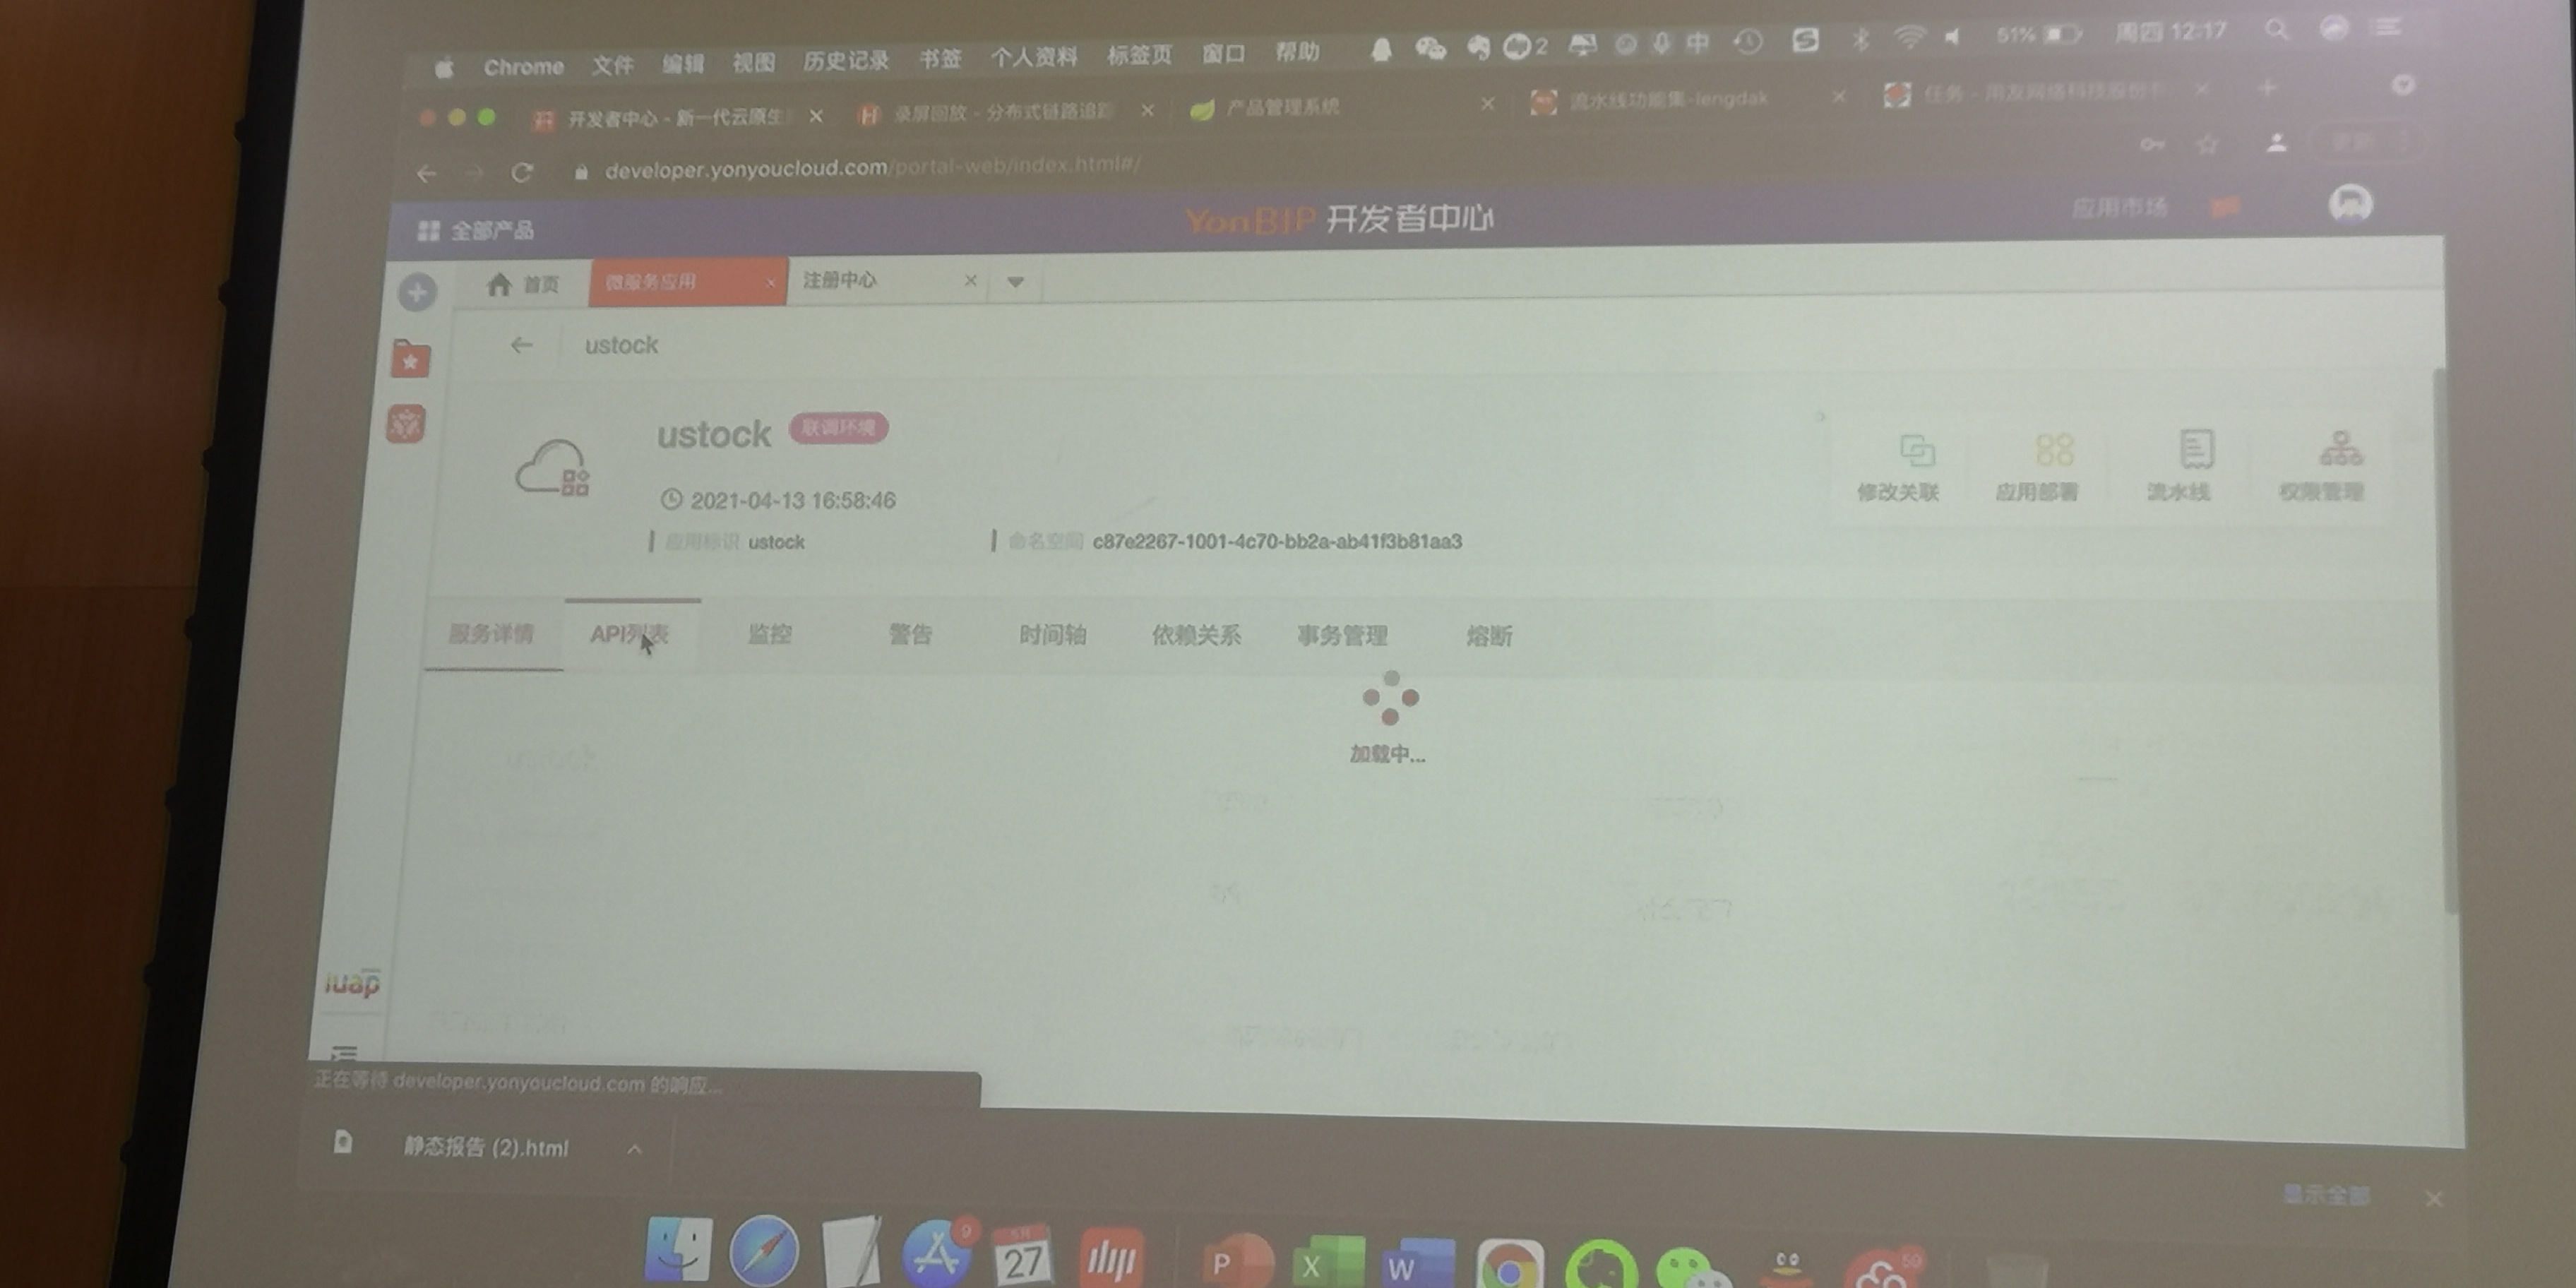 Chrome 文件 编辑 视图 历史记录 书签 个人资料 标签页 窗口 帮助 2 中 51% 周四 12:17
开发者中心 - 新一代云原生 录屏回放 - 分布式链路追踪 产品管理系统 流水线功能集-lengdak 任务 - 用友网络科技股份
developer.yonyoucloud.com/portal-web/index.html#/
全部产品 YonBIP 开发者中心 应用市场
首页 微服务应用 注册中心
ustock
ustock 联调环境
2021-04-13 16:58:46
修改关联 应用部署 流水线 权限管理
应用标识 ustock 命名空间 c87e2267-1001-4c70-bb2a-ab41f3b81aa3
服务详情 API列表 监控 警告 时间轴 依赖关系 事务管理 熔断
加载中...
iuap
正在等待 developer.yonyoucloud.com 的响应...
静态报告 (2).html
显示全部
9 27 P X W 59